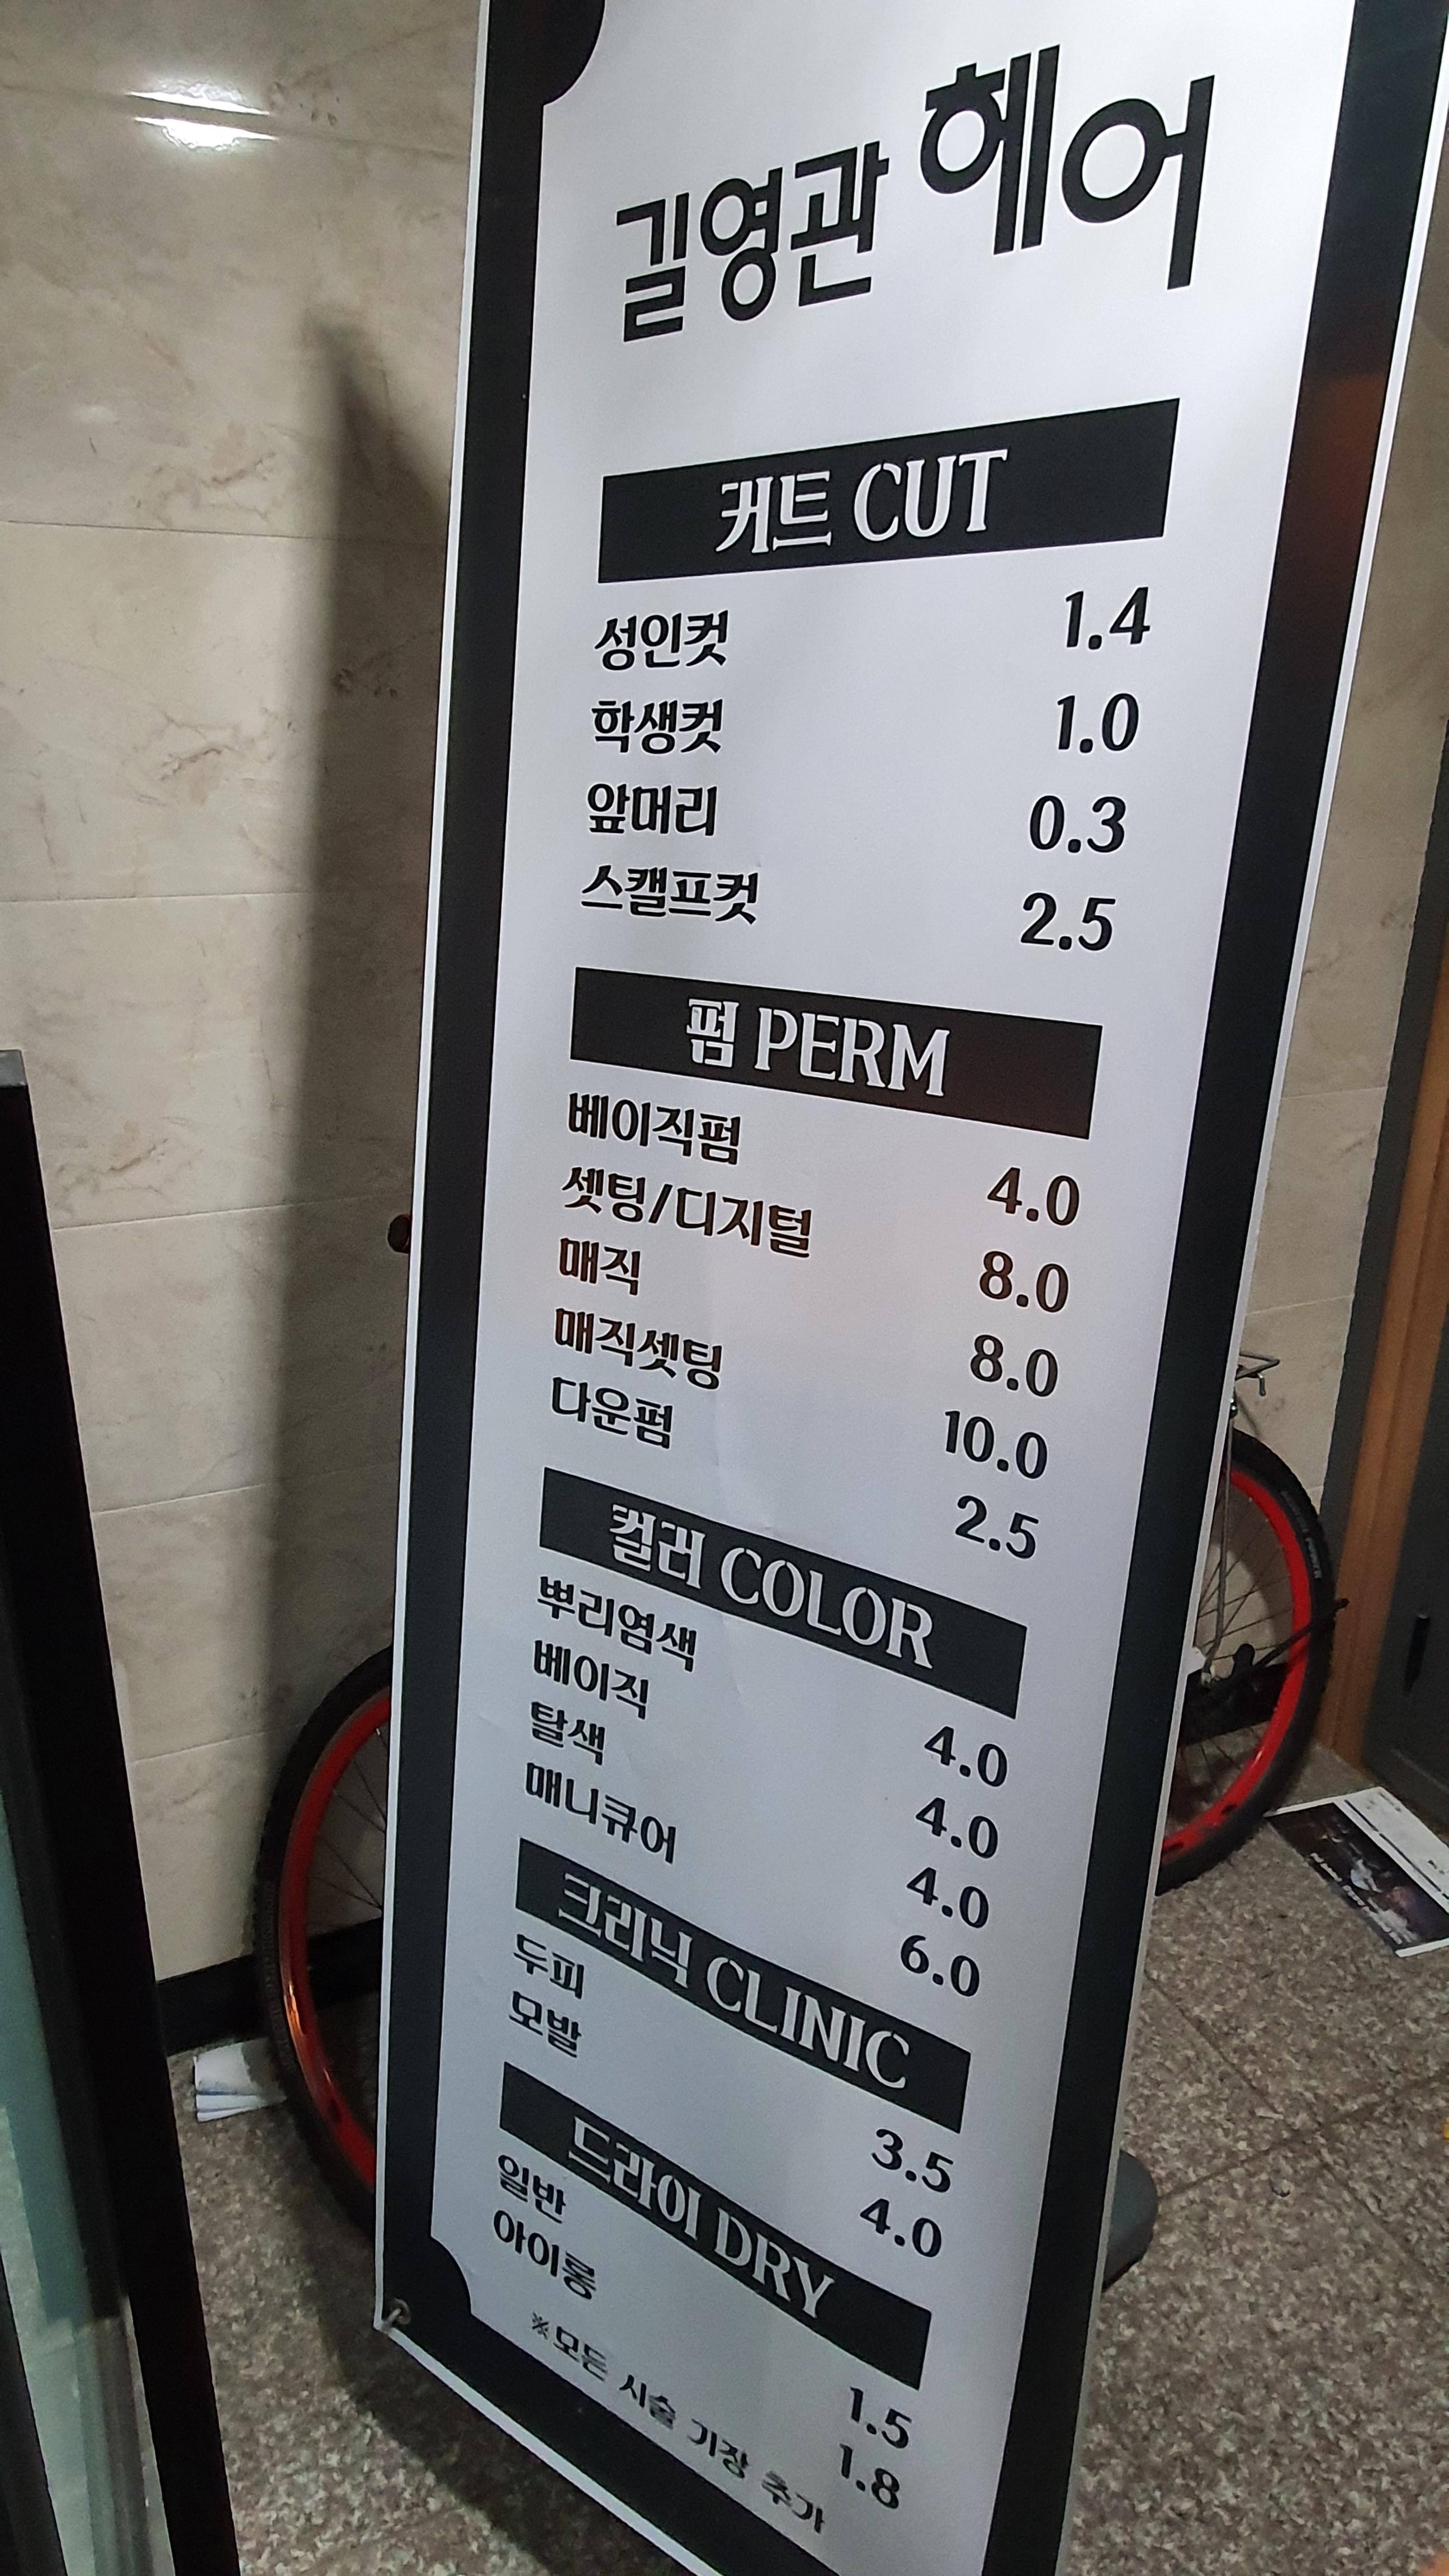 길영관 헤어
커트 CUT
성인컷 1.4
학생컷 1.0
앞머리 0.3
스캘프컷 2.5
펌 PERM
베이직펌 4.0
셋팅/디지털 8.0
매직 8.0
매직셋팅 10.0
다운펌 2.5
컬러 COLOR
뿌리염색 4.0
베이직 4.0
탈색 4.0
매니큐어 6.0
크리닉 CLINIC
두피 3.5
모발 4.0
드라이 DRY
일반 1.5
아이롱 1.8
※모든 시술 기장 추가